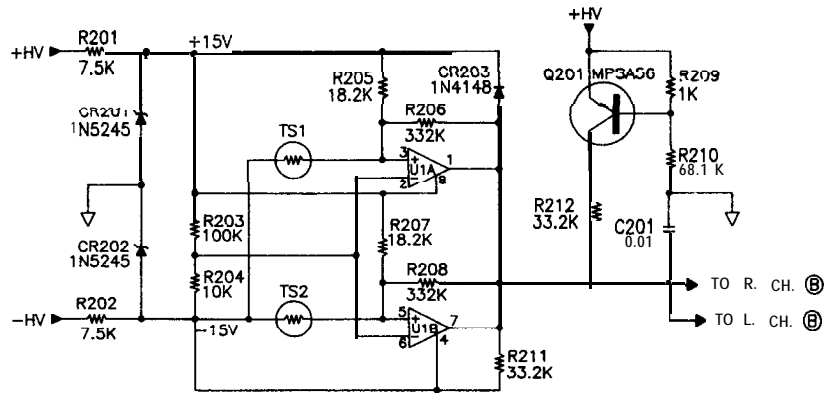 +HV
R201
7.5K
+15V
CR201
1N5245
CR202
1N5245
-HV
R202
7.5K
-15V
R203
100K
R204
10K
TS1
TS2
R205
18.2K
R206
332K
3
+
2
-
U1A
8
1
R207
18.2K
R208
332K
5
+
6
-
U1B
4
7
CR203
1N4148
R211
33.2K
+HV
Q201 MPSA56
R209
1K
R210
68.1 K
R212
33.2K
C201
0.01
TO R. CH. B
TO L. CH. B